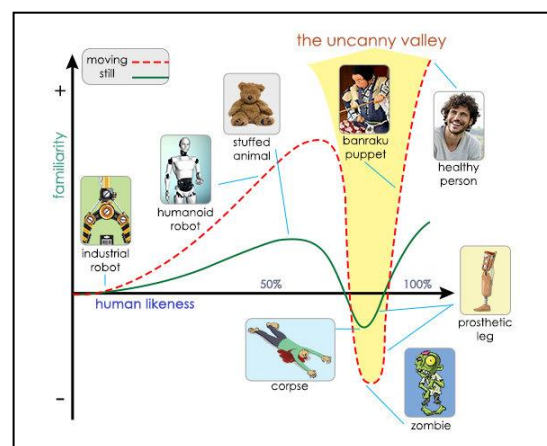 the uncanny valley
moving
still
+
familiarity
-
stuffed
animal
banraku
puppet
healthy
person
humanoid
robot
industrial
robot
human likeness
50%
100%
prosthetic
leg
corpse
zombie